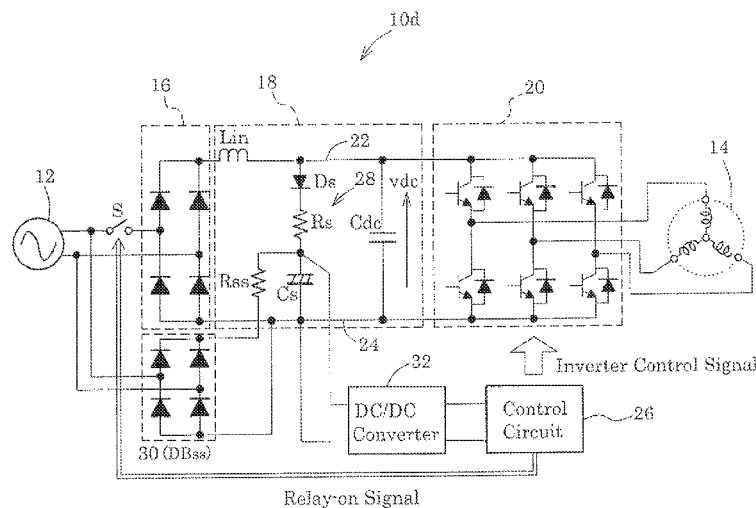 10d
16
18
20
Lin
22
12
S
Ds
28
vdc
14
Rs
Cdc
Rss
Cs
24
32
Inverter Control Signal
DC/DC
Converter
Control
Circuit
26
30 (DBss)
Relay-on Signal